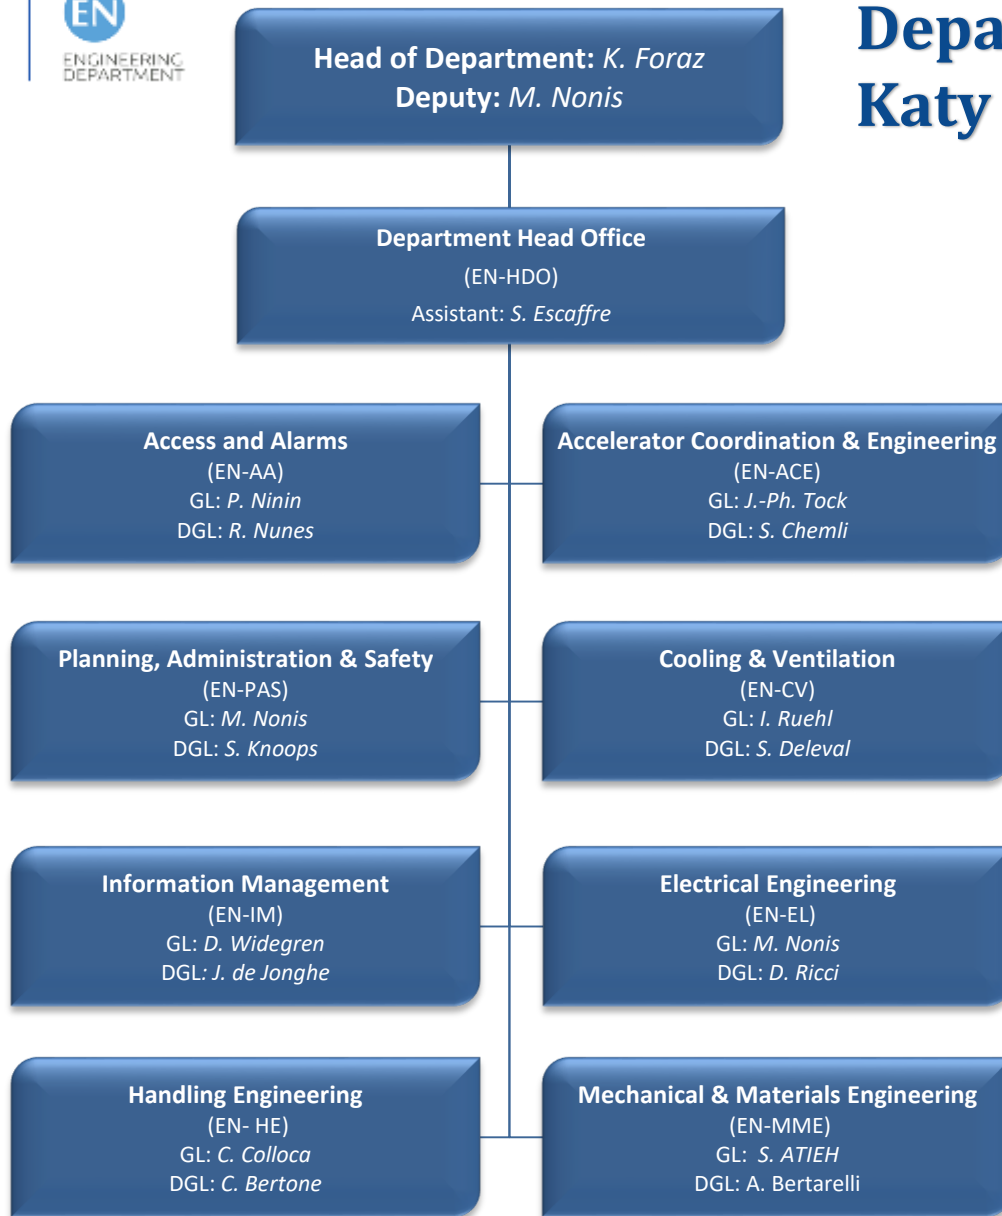 EN
ENGINEERING
DEPARTMENT
Head of Department: K. Foraz
Deputy: M. Nonis
Depa
Katy
Department Head Office
(EN-HDO)
Assistant: S. Escaffre
Access and Alarms
(EN-AA)
GL: P. Ninin
DGL: R. Nunes
Accelerator Coordination & Engineering
(EN-ACE)
GL: J.-Ph. Tock
DGL: S. Chemli
Planning, Administration & Safety
(EN-PAS)
GL: M. Nonis
DGL: S. Knoops
Cooling & Ventilation
(EN-CV)
GL: I. Ruehl
DGL: S. Deleval
Information Management
(EN-IM)
GL: D. Widegren
DGL: J. de Jonghe
Electrical Engineering
(EN-EL)
GL: M. Nonis
DGL: D. Ricci
Handling Engineering
(EN- HE)
GL: C. Colloca
DGL: C. Bertone
Mechanical & Materials Engineering
(EN-MME)
GL: S. ATIEH
DGL: A. Bertarelli